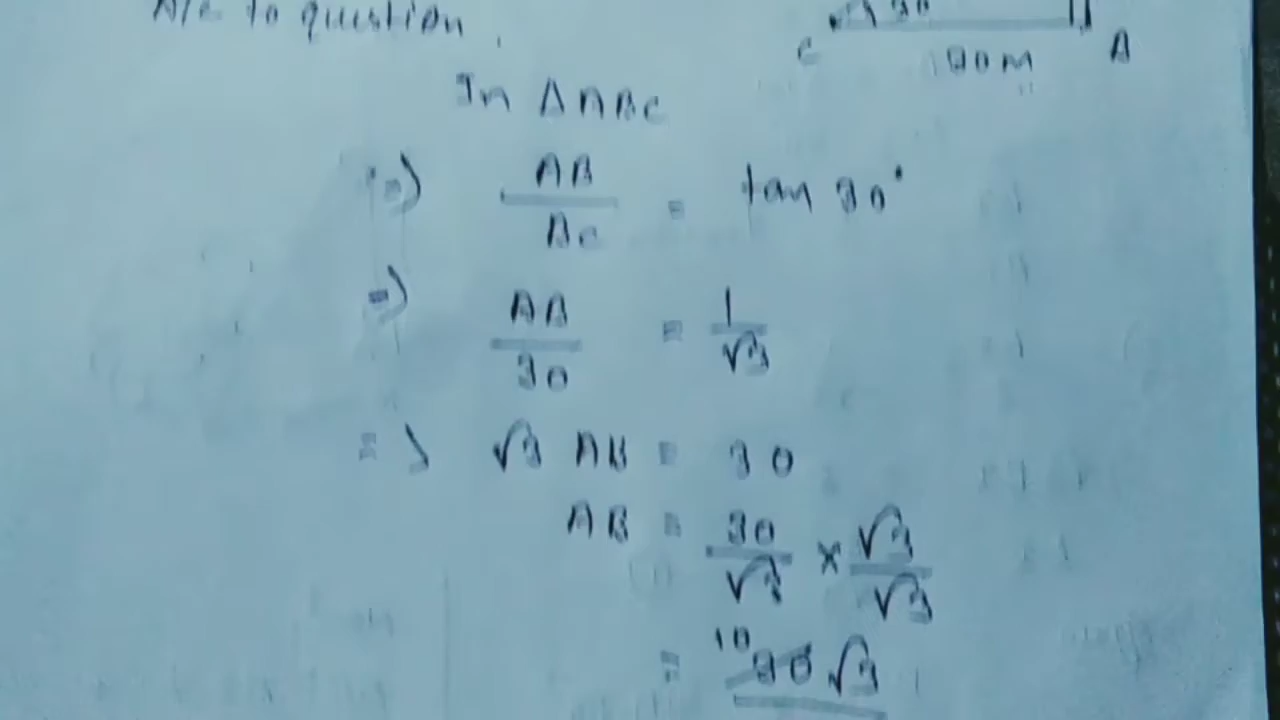 A/c to question,
30
C
30 m
A
In ΔABC
=) AB/BC = tan 30°
=) AB/30 = 1/√3
=) √3 AB = 30
AB = 30/√3 × √3/√3
= 10 30√3